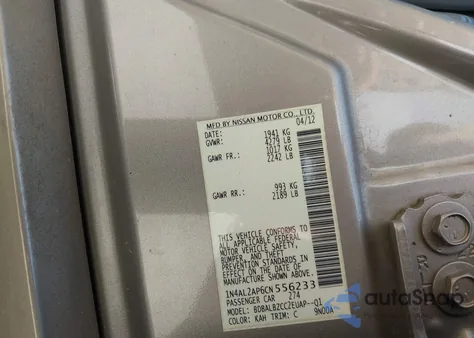 MFD BY NISSAN MOTOR CO., LTD.
DATE: 04/12
GVWR: 1941 KG
4279 LB
GAWR FR.: 1017 KG
2242 LB
GAWR RR.: 993 KG
2189 LB
THIS VEHICLE CONFORMS TO
ALL APPLICABLE FEDERAL
MOTOR VEHICLE SAFETY,
BUMPER, AND THEFT
PREVENTION STANDARDS IN
EFFECT ON THE DATE OF
MANUFACTURE SHOWN ABOVE.
1N4AL2AP6CN556233
PASSENGER CAR 274
MODEL: BDBALBZCC2EUAP--Q1
COLOR: KAH TRIM: C 9N00A
autaShop